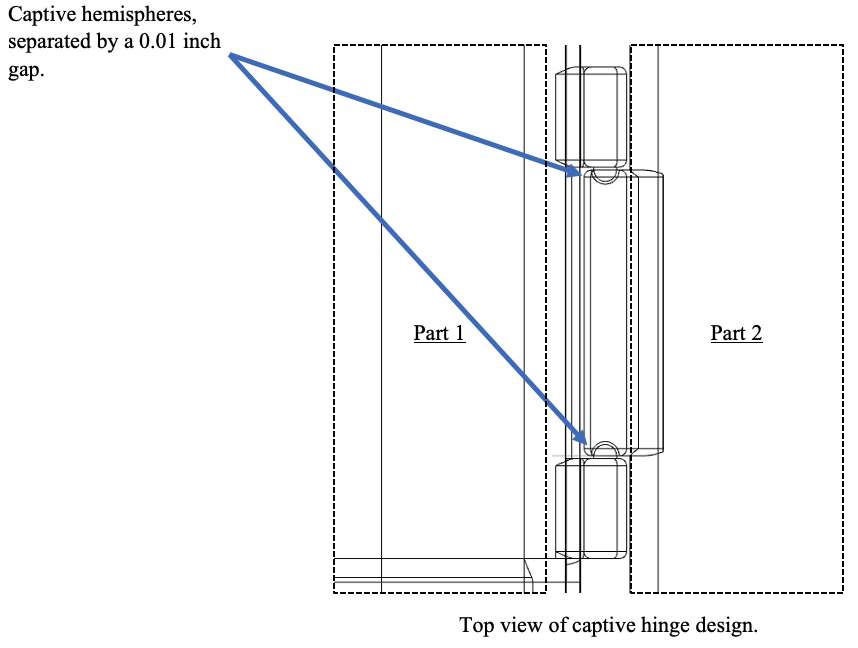 Captive hemispheres,
separated by a 0.01 inch
gap.
Part 1
Part 2
Top view of captive hinge design.